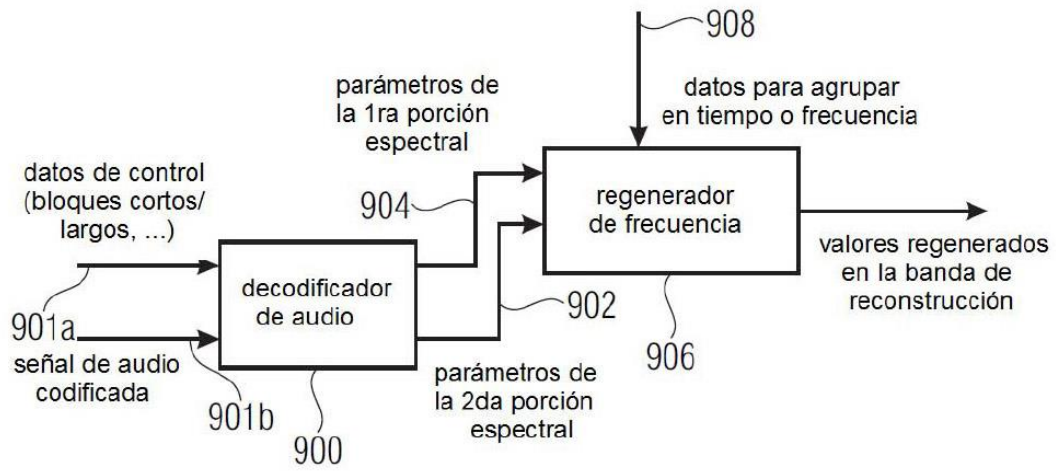 908
parámetros de
la 1ra porción
espectral
datos para agrupar
en tiempo o frecuencia
datos de control
(bloques cortos/
largos, ...)
904
regenerador
de frecuencia
valores regenerados
en la banda de
reconstrucción
decodificador
de audio
901a
902
906
señal de audio
codificada
parámetros de
la 2da porción
espectral
901b
900